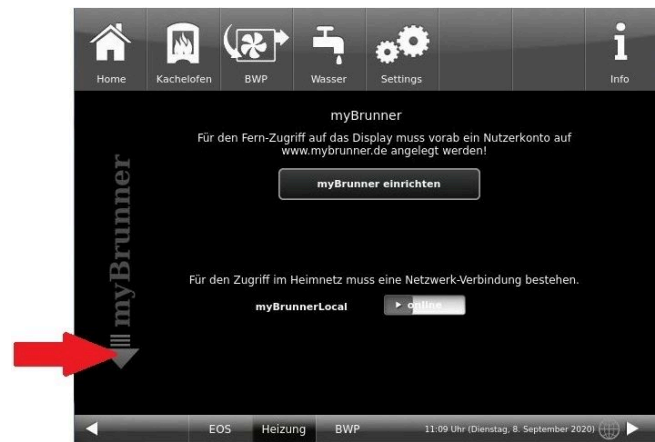 Home
Kachelofen
BWP
Wasser
Settings
Info
myBrunner
Für den Fern-Zugriff auf das Display muss vorab ein Nutzerkonto auf
www.mybrunner.de angelegt werden!
myBrunner einrichten
myBrunner
Für den Zugriff im Heimnetz muss eine Netzwerk-Verbindung bestehen.
myBrunnerLocal
online
EOS
Heizung
BWP
11:09 Uhr (Dienstag, 8. September 2020)